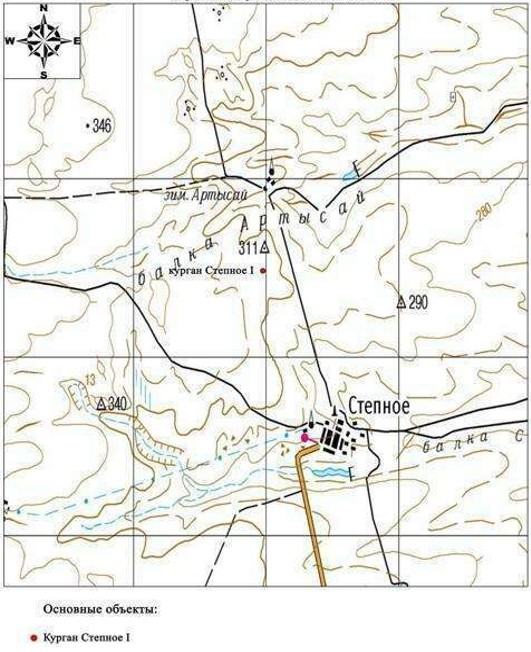 N
W E
S
346
зим. Артысай
балка Артысай
280
311
курган Степное I
290
13
340
Степное
балка С
Основные объекты:
Курган Степное I